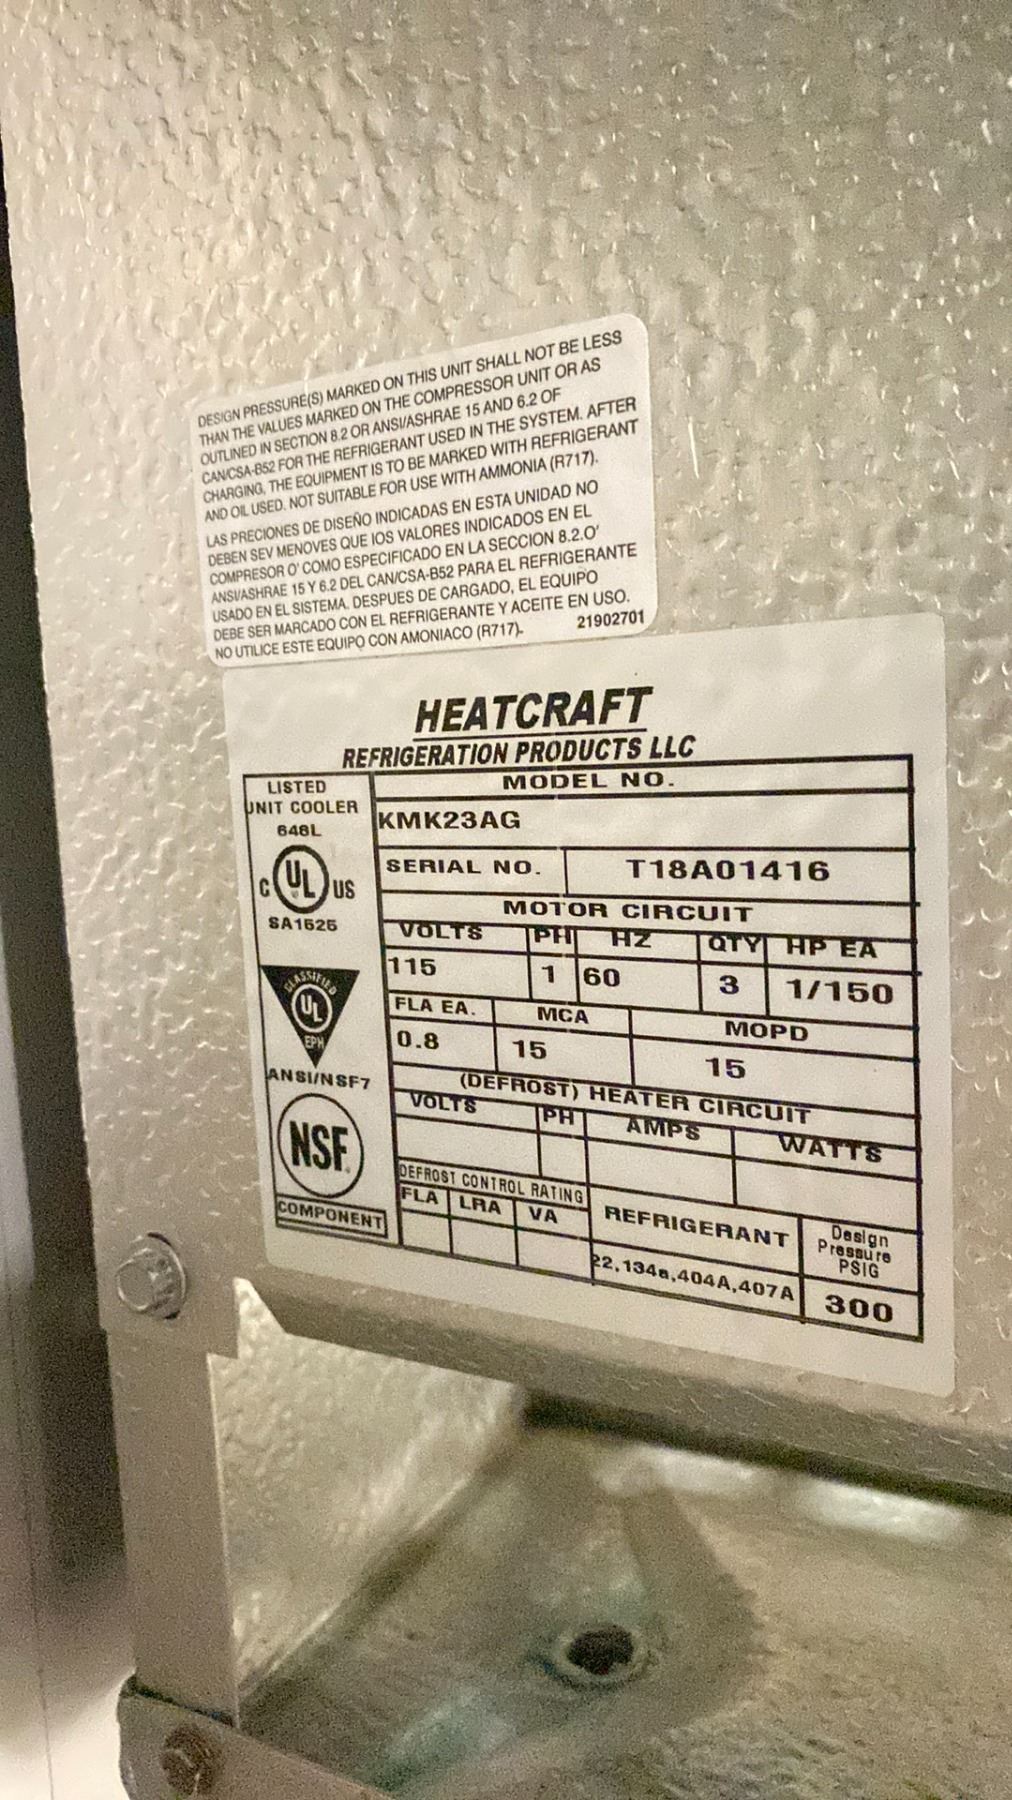 DESIGN PRESSURE(S) MARKED ON THIS UNIT SHALL NOT BE LESS
THAN THE VALUES MARKED ON THE COMPRESSOR UNIT OR AS
OUTLINED IN SECTION 8.2 OR ANSI/ASHRAE 15 AND 6.2 OF
CAN/CSA-B52 FOR THE REFRIGERANT USED IN THE SYSTEM. AFTER
CHARGING, THE EQUIPMENT IS TO BE MARKED WITH REFRIGERANT
AND OIL USED. NOT SUITABLE FOR USE WITH AMMONIA (R717).
LAS PRECIONES DE DISEÑO INDICADAS EN ESTA UNIDAD NO
DEBEN SEV MENOVES QUE IOS VALORES INDICADOS EN EL
COMPRESOR O' COMO ESPECIFICADO EN LA SECCION 8.2.O'
ANSI/ASHRAE 15 Y 6.2 DEL CAN/CSA-B52 PARA EL REFRIGERANTE
USADO EN EL SISTEMA. DESPUES DE CARGADO, EL EQUIPO
DEBE SER MARCADO CON EL REFRIGERANTE Y ACEITE EN USO.
NO UTILICE ESTE EQUIPO CON AMONIACO (R717). 21902701
HEATCRAFT
REFRIGERATION PRODUCTS LLC
LISTED
UNIT COOLER
648L
C UL US
SA1625
CLASSIFIED
UL
EPH
ANSI/NSF7
NSF
COMPONENT
MODEL NO.
KMK23AG
SERIAL NO. T18A01416
MOTOR CIRCUIT
VOLTS PH HZ QTY HP EA
115 1 60 3 1/150
FLA EA. MCA MOPD
0.8 15 15
(DEFROST) HEATER CIRCUIT
VOLTS PH AMPS WATTS
DEFROST CONTROL RATING
FLA LRA VA
REFRIGERANT
22,134a,404A,407A
Design
Pressure
PSIG
300